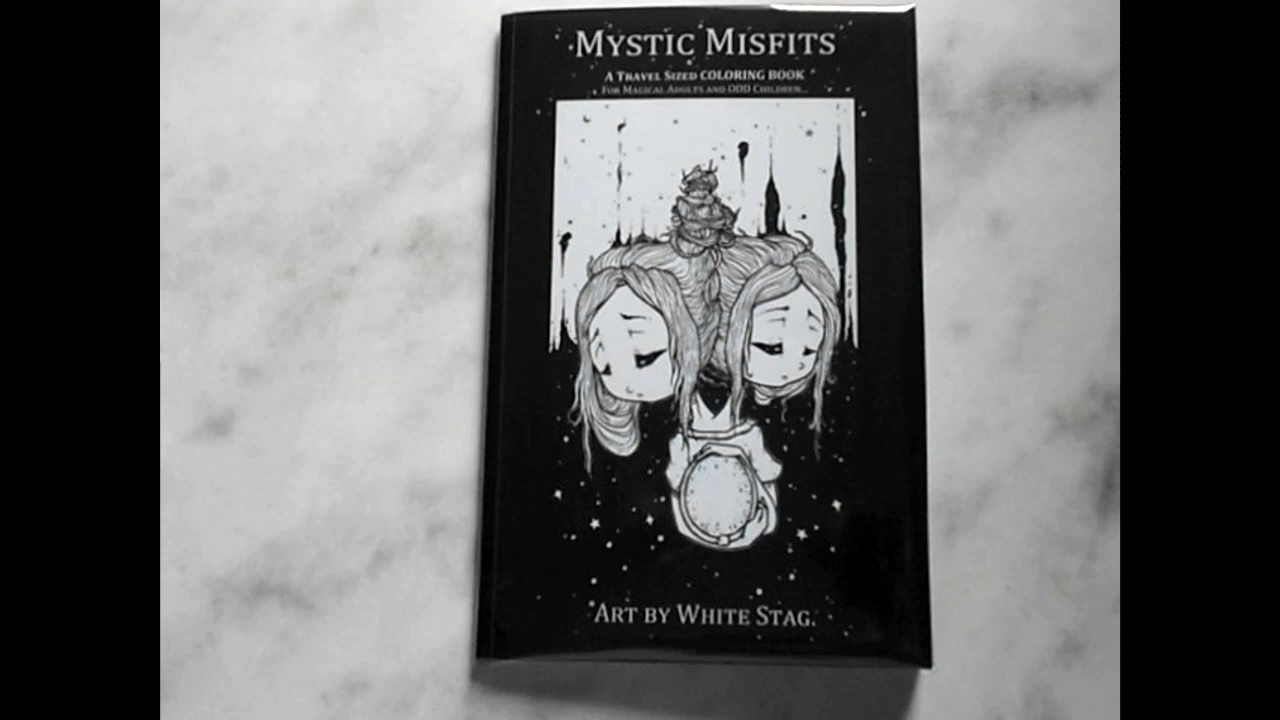 MYSTIC MISFITS
A TRAVEL SIZED COLORING BOOK
FOR MAGICAL ADULTS AND ODD CHILDREN...
ART BY WHITE STAG.